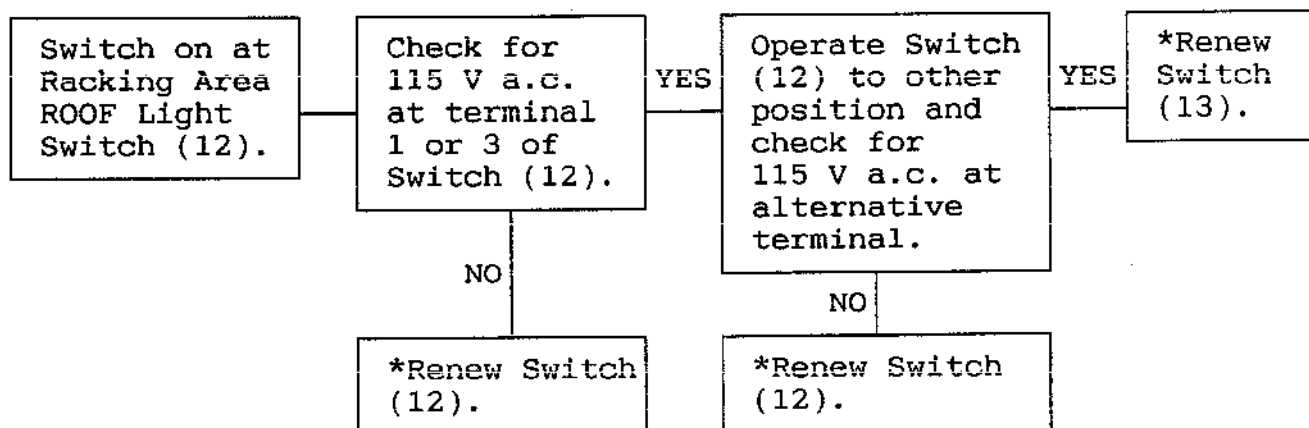 Switch on at
Racking Area
ROOF Light
Switch (12).
Check for
115 V a.c.
at terminal
1 or 3 of
Switch (12).
YES
Operate Switch
(12) to other
position and
check for
115 V a.c. at
alternative
terminal.
YES
*Renew
Switch
(13).
NO
*Renew Switch
(12).
NO
*Renew Switch
(12).